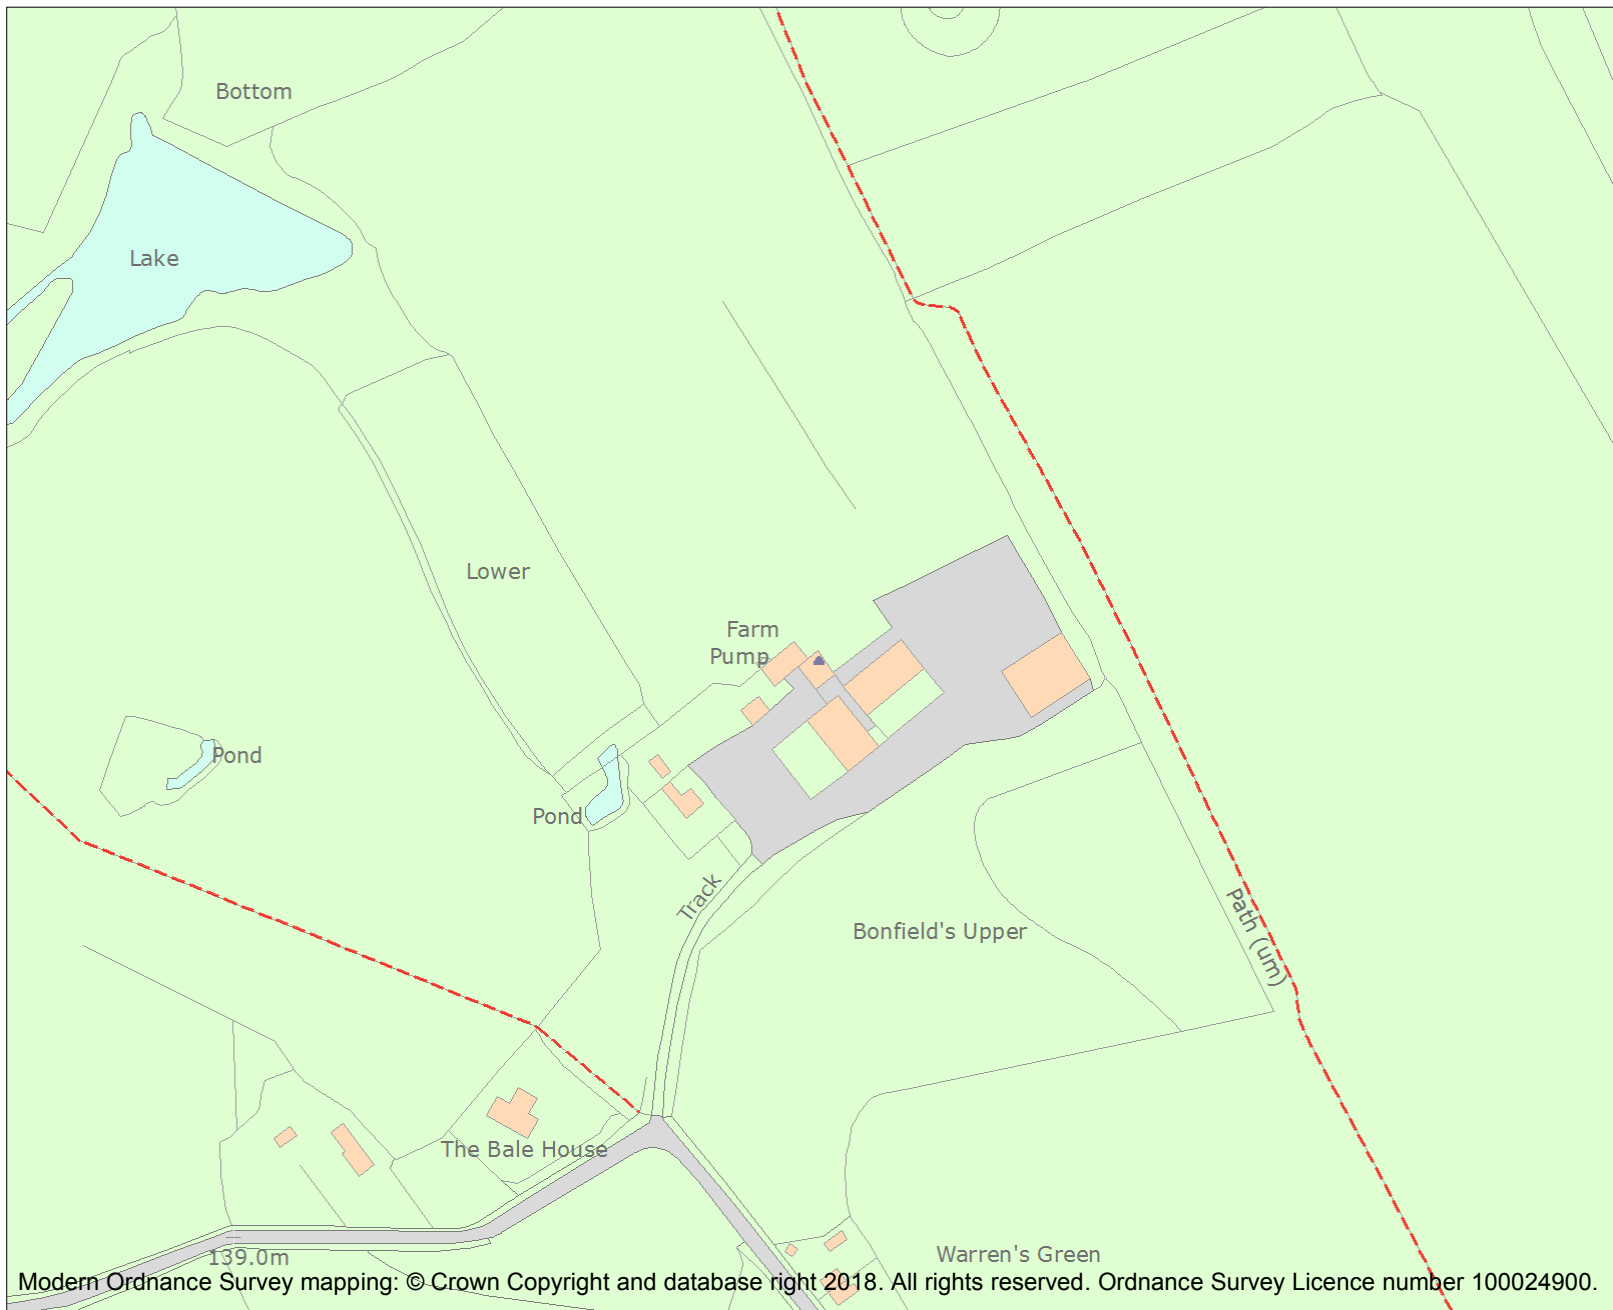 Bottom
Lake
Lower
Farm
Pump
Pond
Pond
Track
Bonfield's Upper
Path (um)
The Bale House
139.0m
Warren's Green
Modern Ordnance Survey mapping: © Crown Copyright and database right 2018. All rights reserved. Ordnance Survey Licence number 100024900.